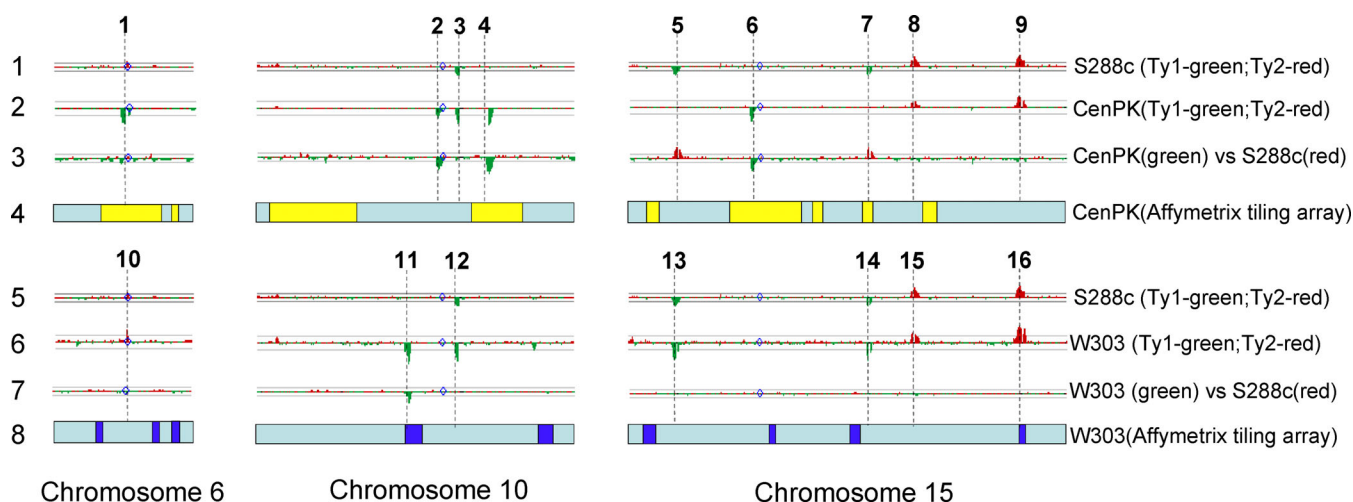 1 2 3 4 5 6 7 8 9
1 S288c (Ty1-green;Ty2-red)
2 CenPK(Ty1-green;Ty2-red)
3 CenPK(green) vs S288c(red)
4 CenPK(Affymetrix tiling array)
10 11 12 13 14 15 16
5 S288c (Ty1-green;Ty2-red)
6 W303 (Ty1-green;Ty2-red)
7 W303 (green) vs S288c(red)
8 W303(Affymetrix tiling array)
Chromosome 6 Chromosome 10 Chromosome 15